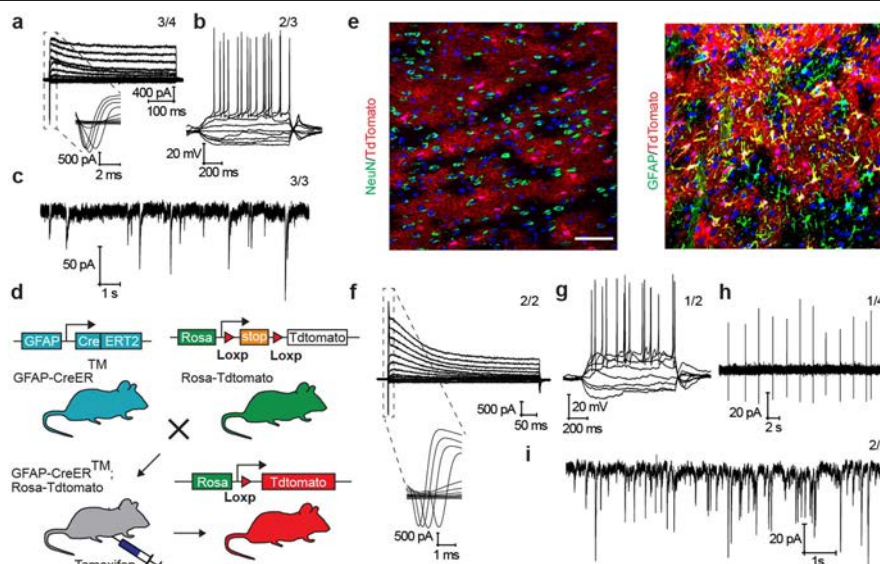 a
3/4
400 pA
100 ms
500 pA
2 ms
b
2/3
20 mV
200 ms
c
3/3
50 pA
1 s
d
GFAP
Cre ERT2
GFAP-CreER™
Rosa
stop
Tdtomato
Loxp
Loxp
Rosa-Tdtomato
GFAP-CreER™;
Rosa-Tdtomato
Rosa
Tdtomato
Loxp
e
NeuN/TdTomato
GFAP/TdTomato
f
2/2
500 pA
50 ms
500 pA
1 ms
g
1/2
20 mV
200 ms
h
1/4
20 pA
2 s
i
20 pA
1s